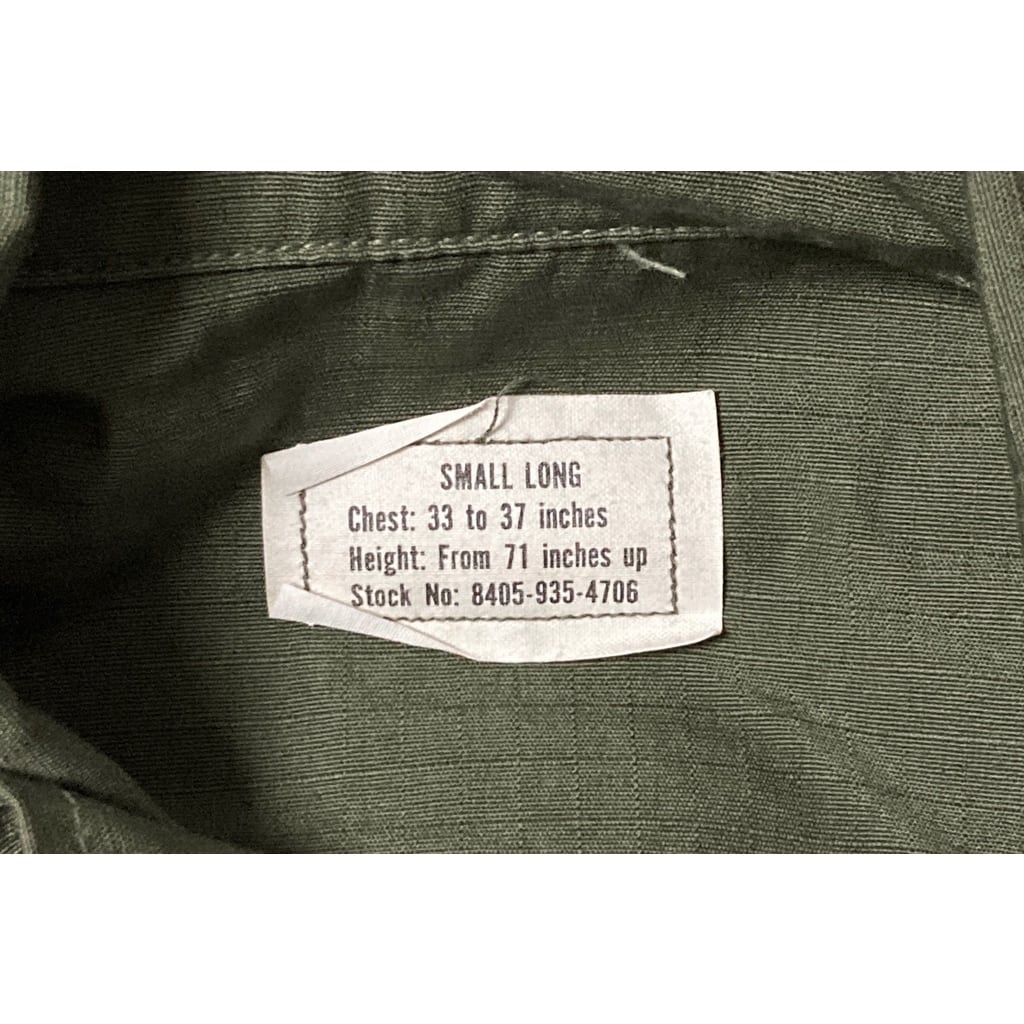 SMALL LONG
Chest: 33 to 37 inches
Height: From 71 inches up
Stock No: 8405-935-4706